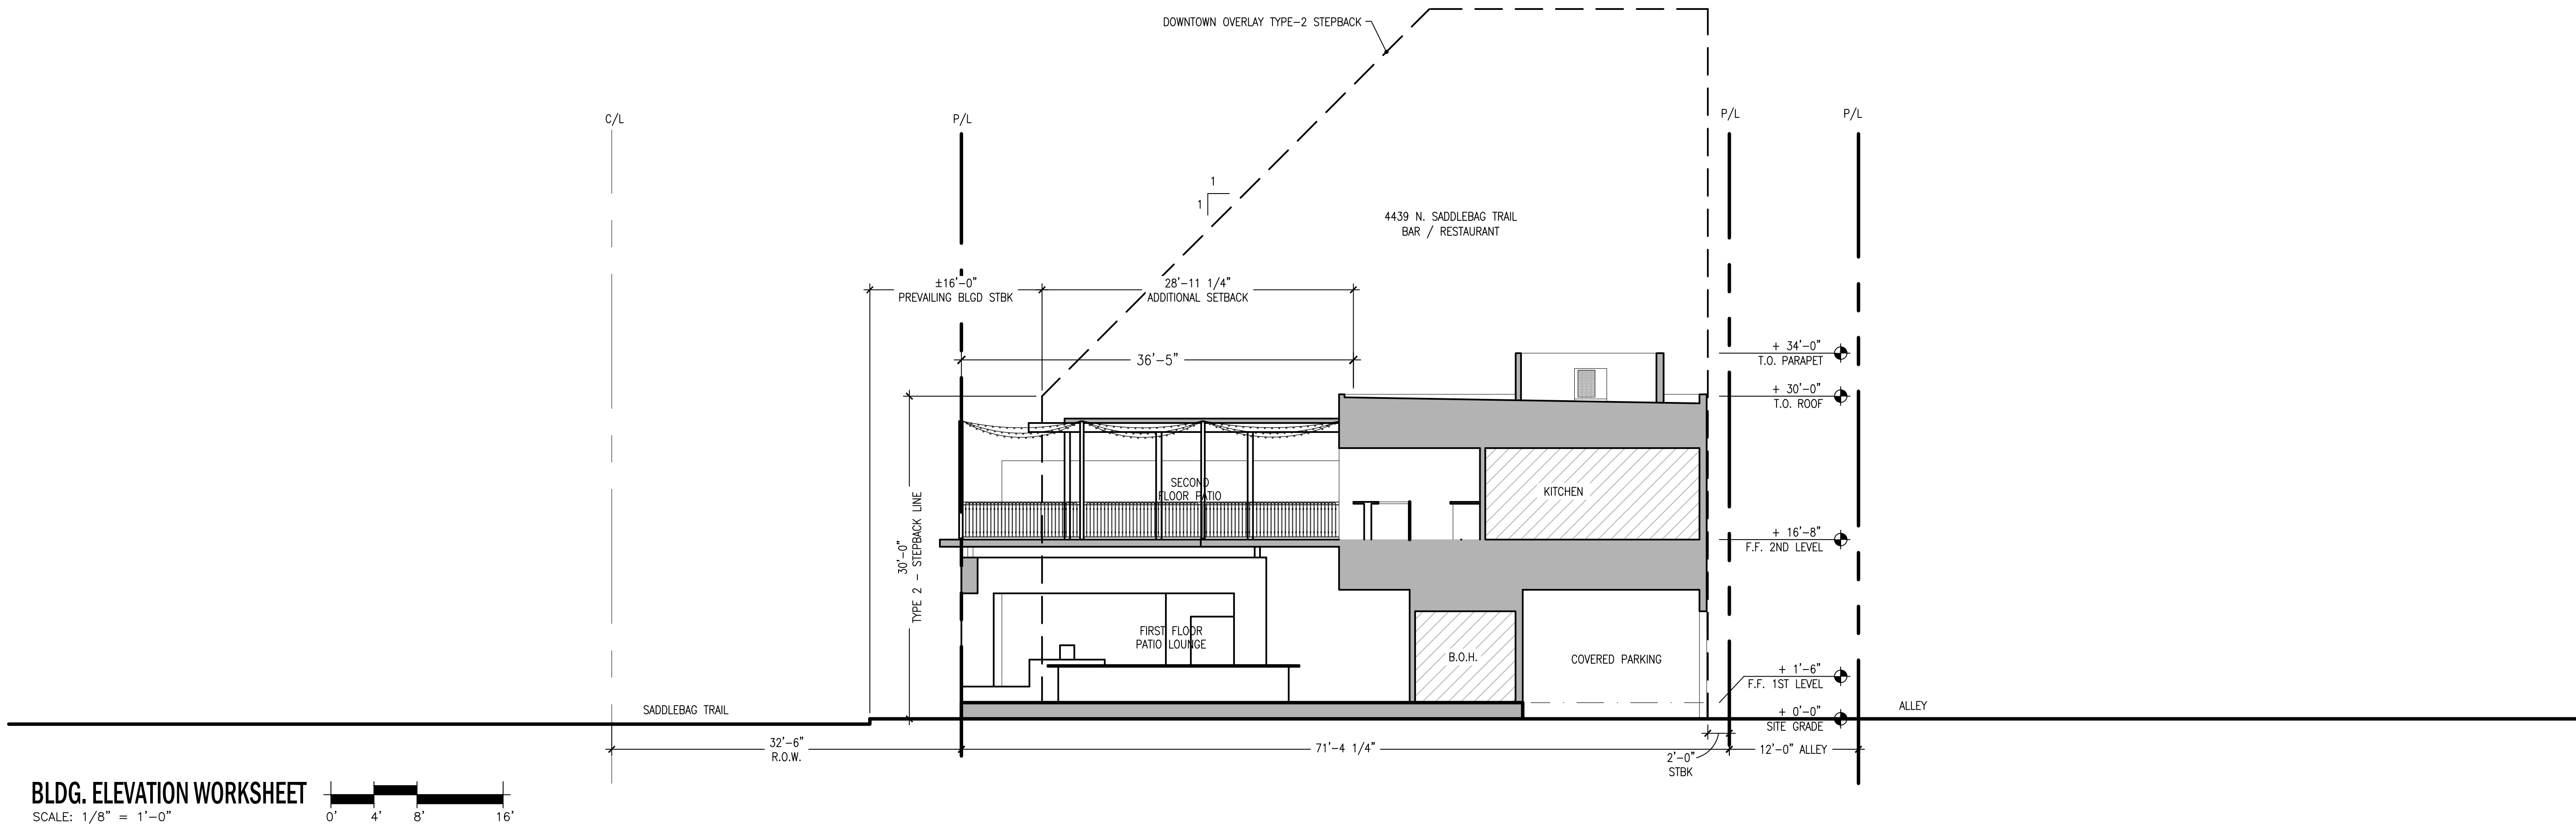 DOWNTOWN OVERLAY TYPE-2 STEPBACK
C/L
P/L
P/L
P/L
1
1
4439 N. SADDLEBAG TRAIL
BAR / RESTAURANT
±16'-0"
PREVAILING BLGD STBK
28'-11 1/4"
ADDITIONAL SETBACK
36'-5"
+ 34'-0"
T.O. PARAPET
+ 30'-0"
T.O. ROOF
30'-0"
TYPE 2 - STEPBACK LINE
SECOND
FLOOR PATIO
KITCHEN
+ 16'-8"
F.F. 2ND LEVEL
FIRST FLOOR
PATIO LOUNGE
B.O.H.
COVERED PARKING
+ 1'-6"
F.F. 1ST LEVEL
SADDLEBAG TRAIL
+ 0'-0"
SITE GRADE
ALLEY
32'-6"
R.O.W.
71'-4 1/4"
2'-0"
STBK
12'-0" ALLEY
BLDG. ELEVATION WORKSHEET
SCALE: 1/8" = 1'-0"
0' 4' 8' 16'